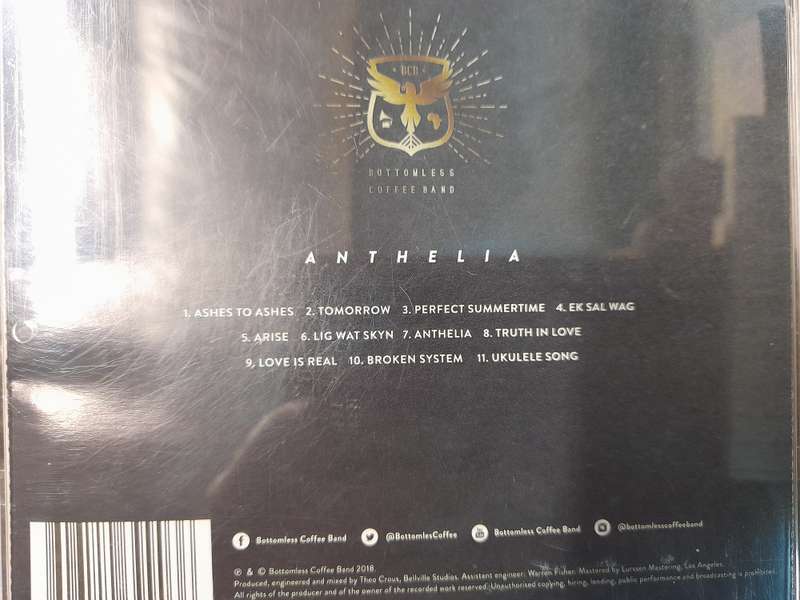 BCB
BOTTOMLESS
COFFEE BAND
ANTHELIA
1. ASHES TO ASHES 2. TOMORROW 3. PERFECT SUMMERTIME 4. EK SAL WAG
5. ARISE 6. LIG WAT SKYN 7. ANTHELIA 8. TRUTH IN LOVE
9. LOVE IS REAL 10. BROKEN SYSTEM 11. UKULELE SONG
Bottomless Coffee Band @BottomlesCoffee Bottomless Coffee Band @bottomlesscoffeeband
℗ & © Bottomless Coffee Band 2018.
Produced, engineered and mixed by Theo Crous, Bellville Studios. Assistant engineer: Warren Fisher. Mastered by Lurssen Mastering, Los Angeles.
All rights of the producer and of the owner of the recorded work reserved. Unauthorised copying, hiring, lending, public performance and broadcasting is prohibited.